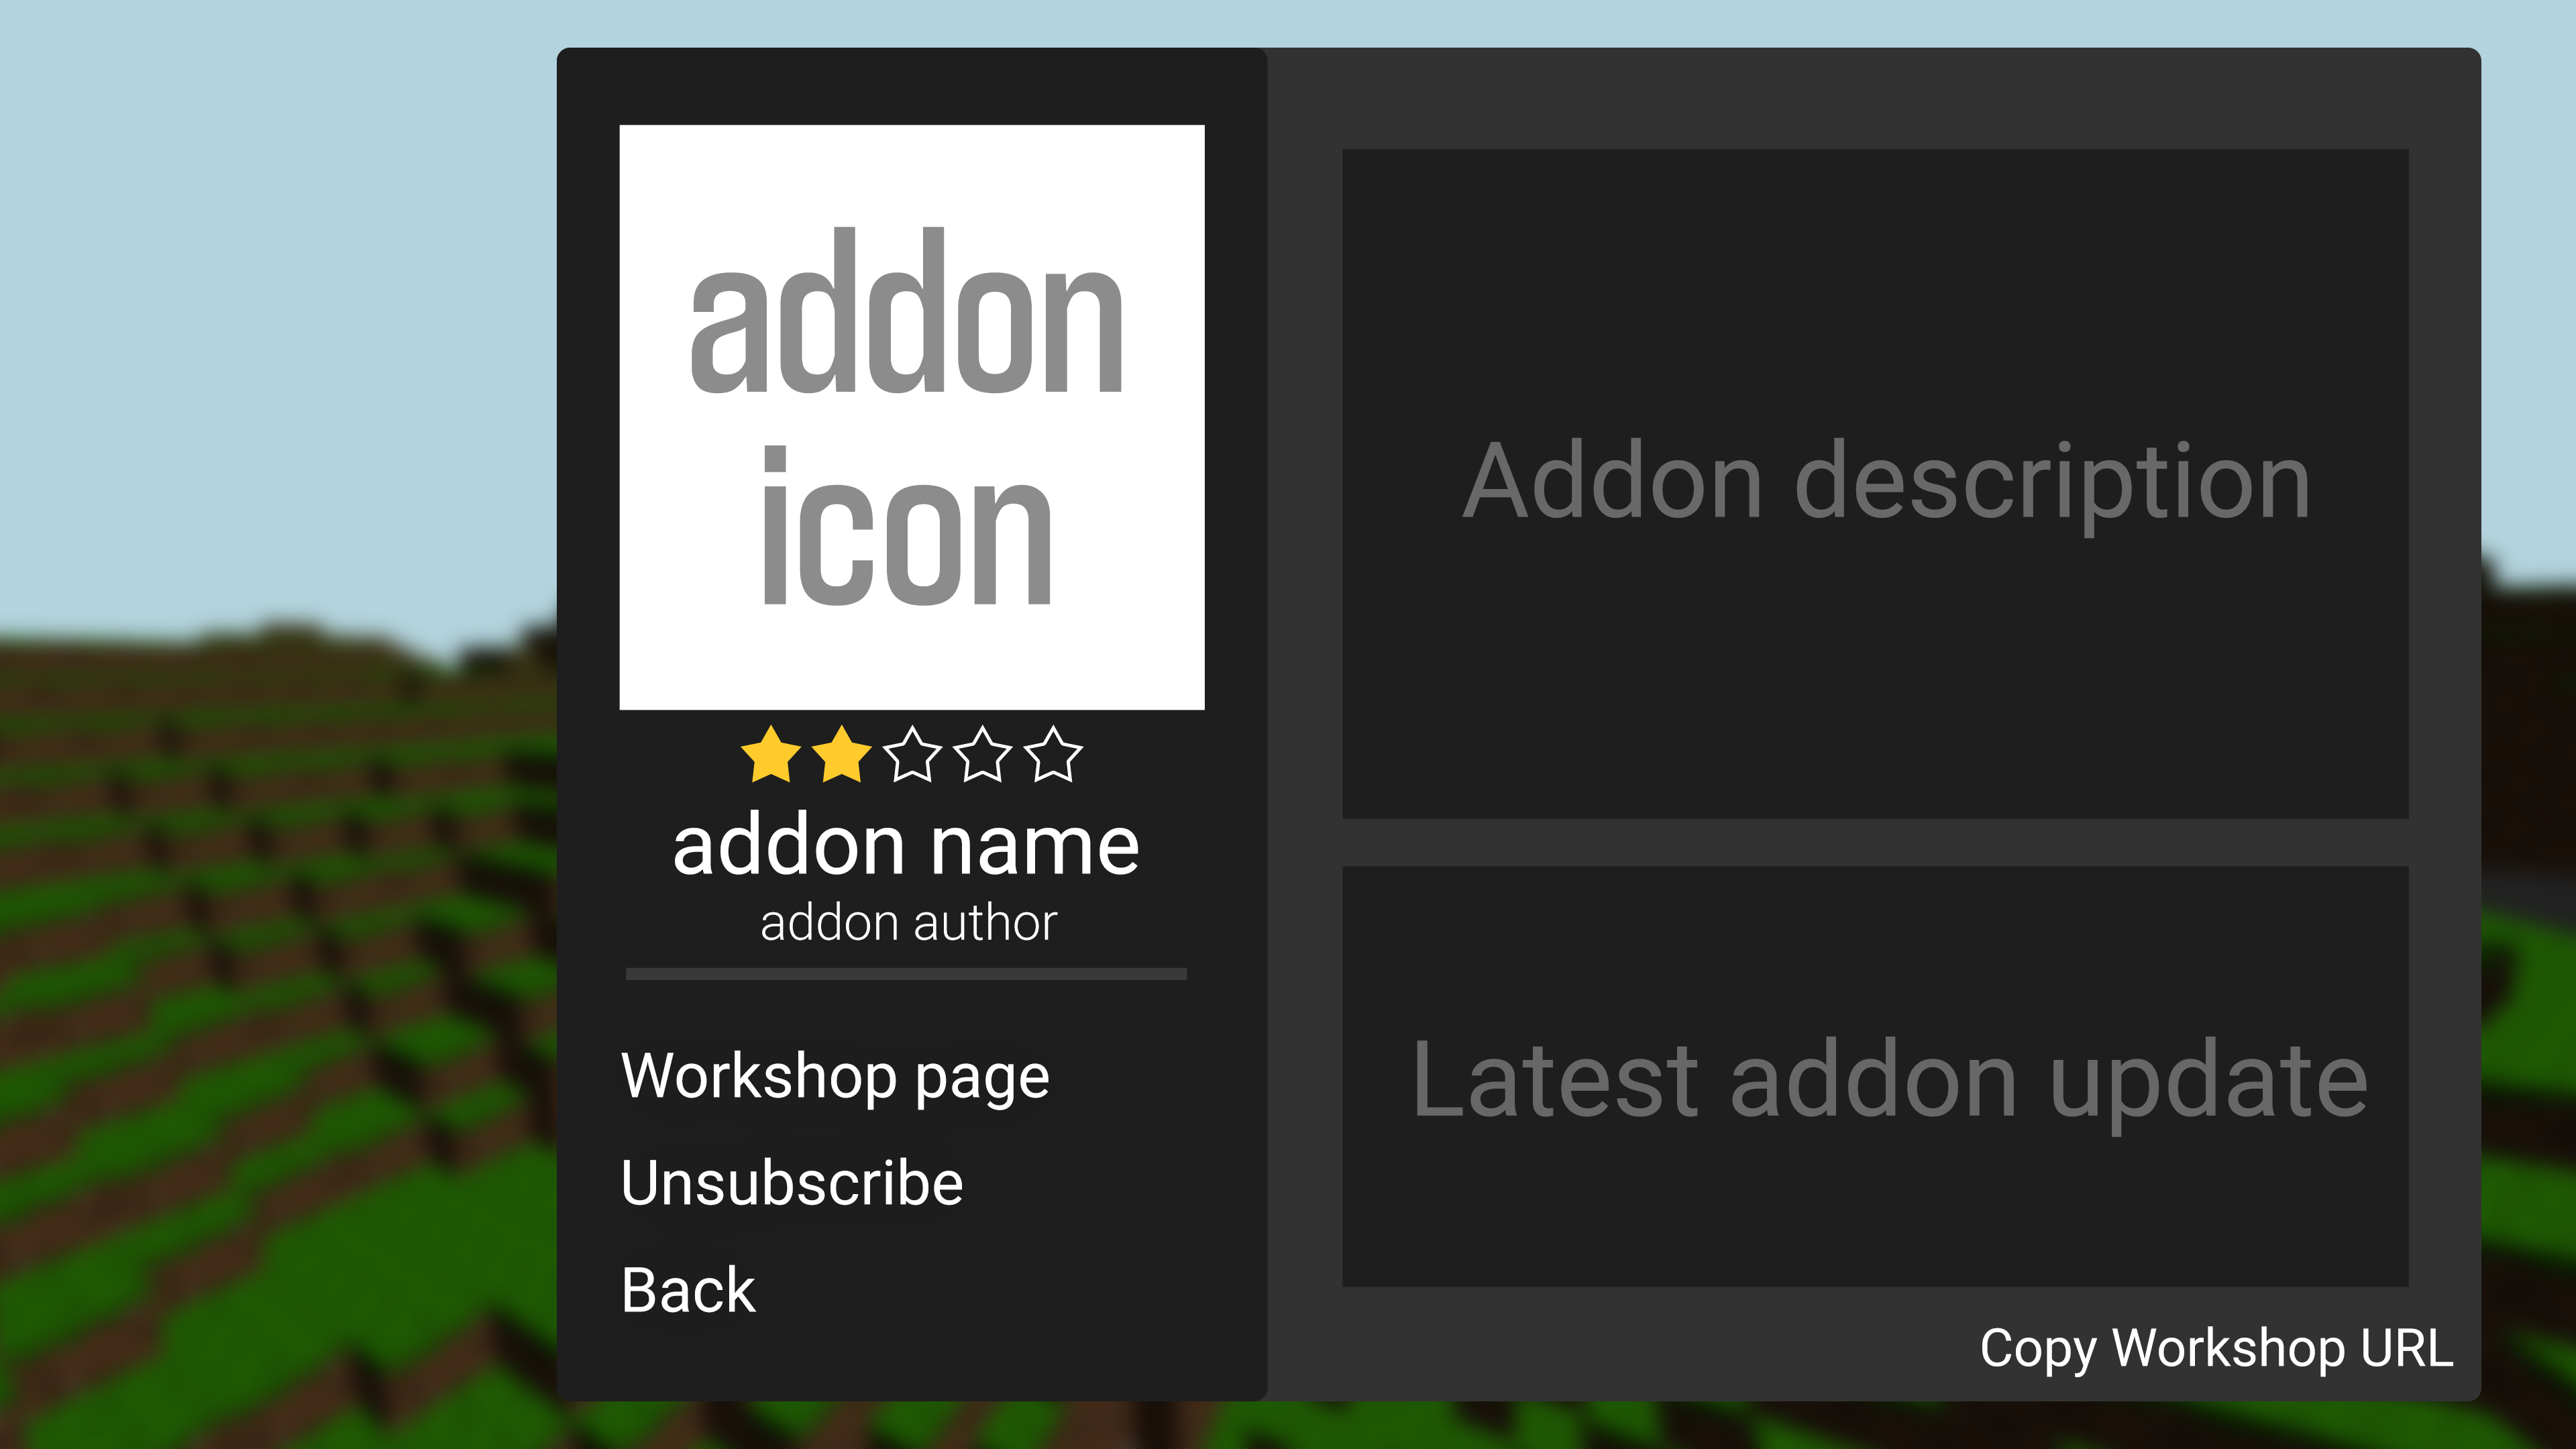 addon
icon
addon name
addon author
Workshop page
Unsubscribe
Back
Addon description
Latest addon update
Copy Workshop URL